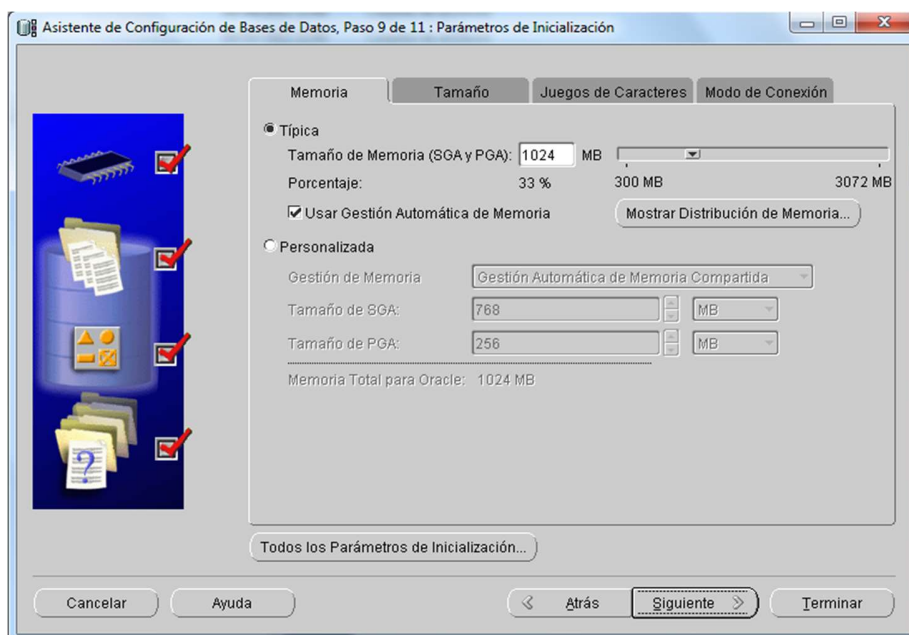 Asistente de Configuración de Bases de Datos, Paso 9 de 11 : Parámetros de Inicialización
Memoria Tamaño Juegos de Caracteres Modo de Conexión
Típica
Tamaño de Memoria (SGA y PGA): 1024 MB
Porcentaje: 33 % 300 MB 3072 MB
Usar Gestión Automática de Memoria Mostrar Distribución de Memoria...
Personalizada
Gestión de Memoria Gestión Automática de Memoria Compartida
Tamaño de SGA: 768 MB
Tamaño de PGA: 256 MB
Memoria Total para Oracle: 1024 MB
?
Todos los Parámetros de Inicialización...
Cancelar Ayuda Atrás Siguiente Terminar